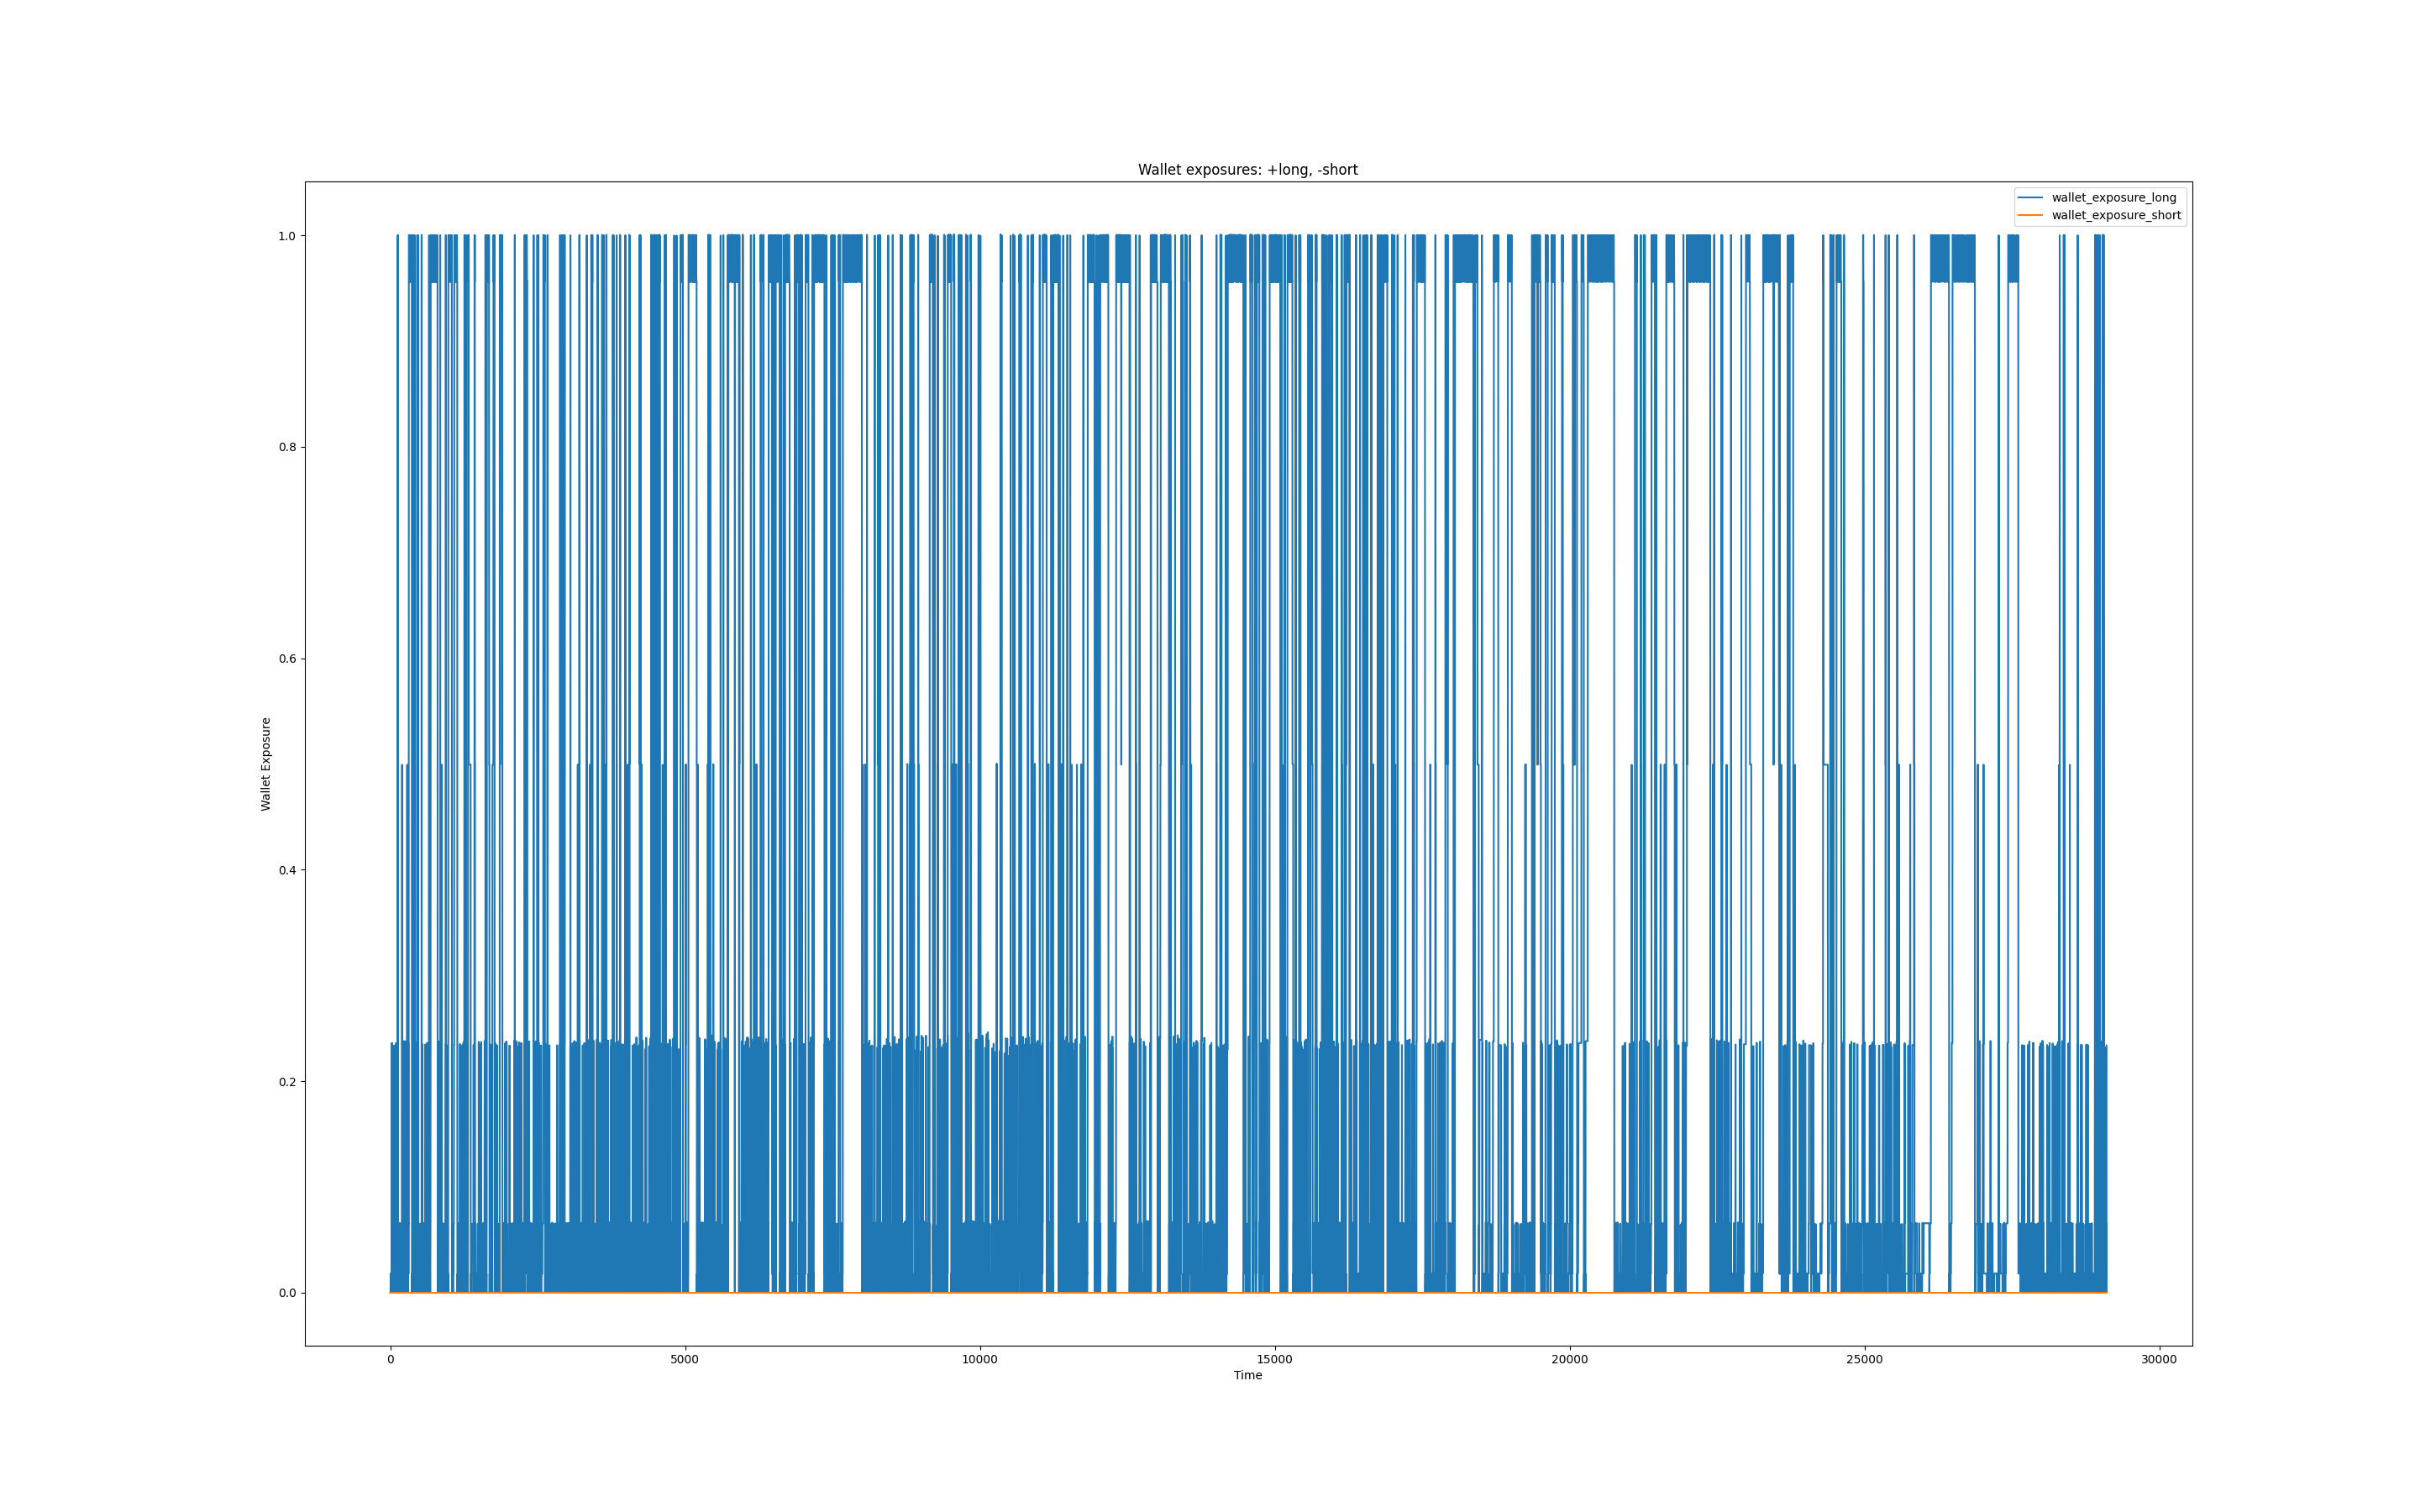 Wallet exposures: +long, -short
wallet_exposure_long
wallet_exposure_short
1.0
0.8
0.6
0.4
0.2
0.0
Wallet Exposure
0 5000 10000 15000 20000 25000 30000
Time